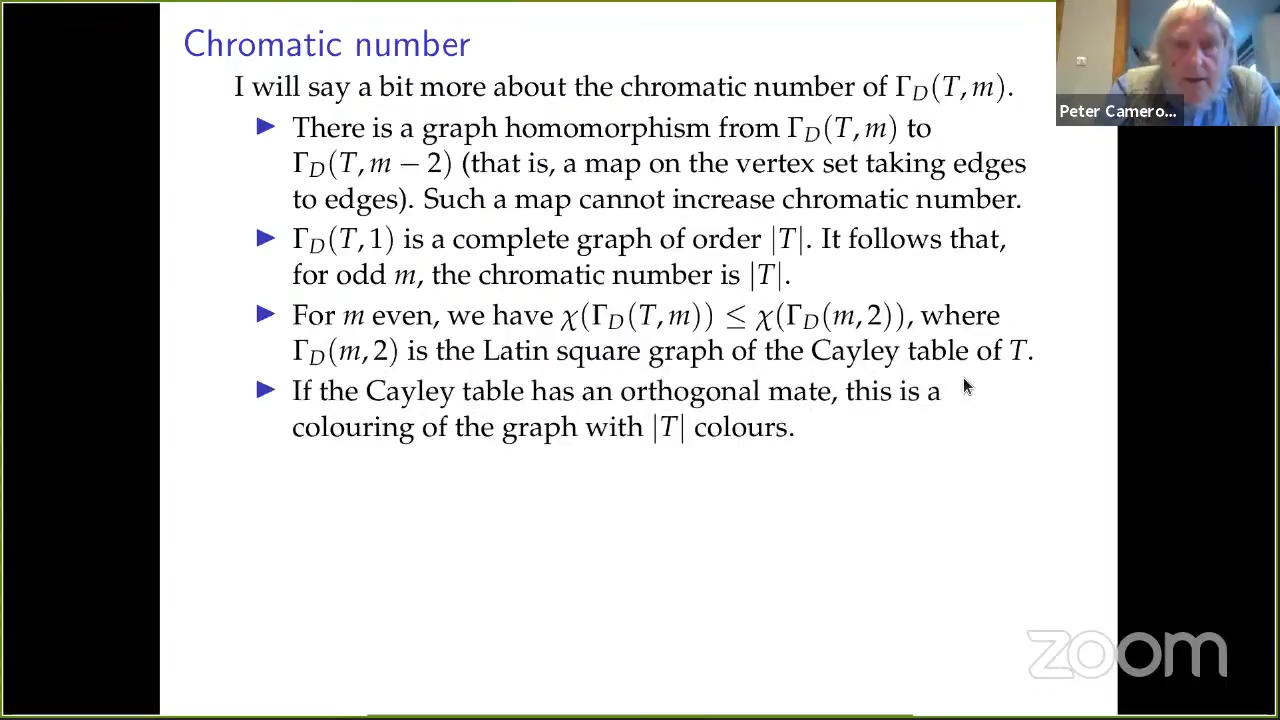 Chromatic number
I will say a bit more about the chromatic number of Γ_D(T, m).
▶ There is a graph homomorphism from Γ_D(T, m) to
Γ_D(T, m − 2) (that is, a map on the vertex set taking edges
to edges). Such a map cannot increase chromatic number.
▶ Γ_D(T, 1) is a complete graph of order |T|. It follows that,
for odd m, the chromatic number is |T|.
▶ For m even, we have χ(Γ_D(T, m)) ≤ χ(Γ_D(m, 2)), where
Γ_D(m, 2) is the Latin square graph of the Cayley table of T.
▶ If the Cayley table has an orthogonal mate, this is a
colouring of the graph with |T| colours.
Peter Camero...
zoom